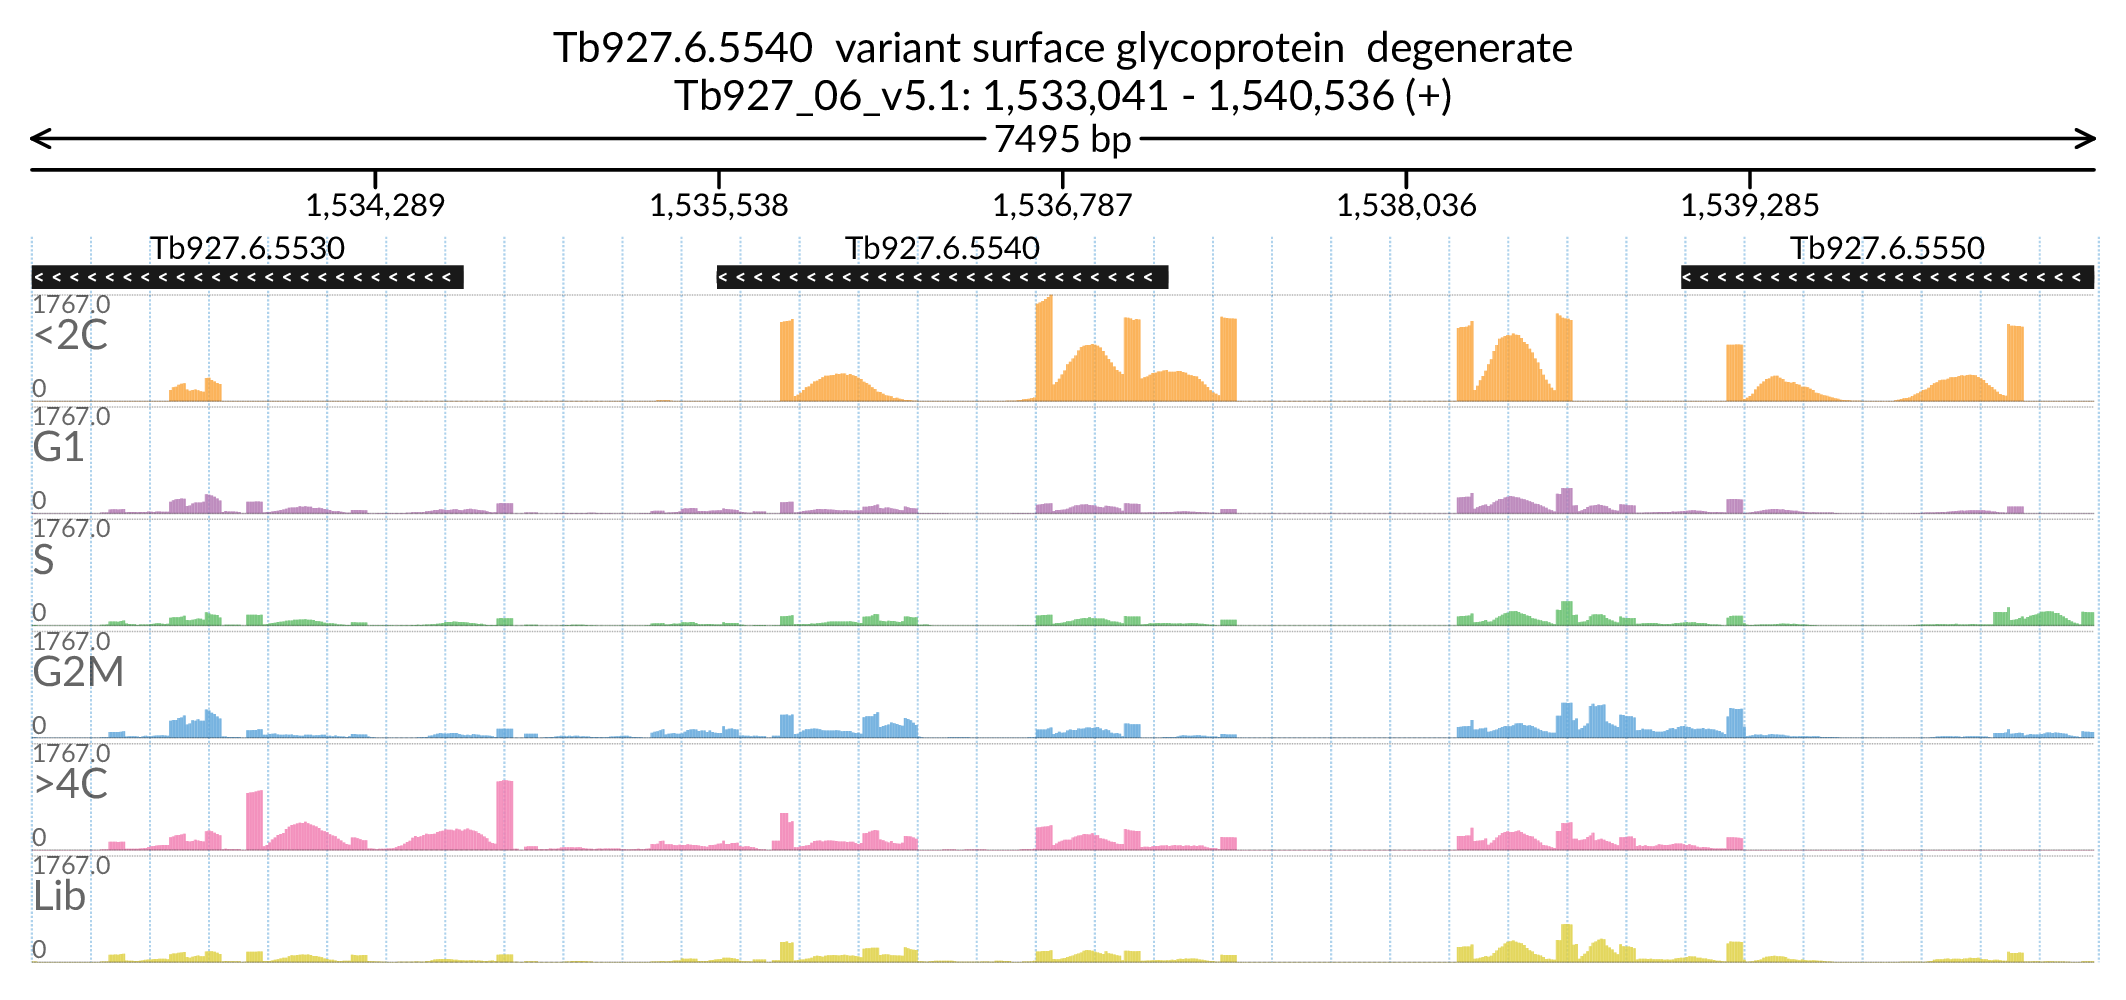 Tb927.6.5540  variant surface glycoprotein  degenerate
Tb927_06_v5.1: 1,533,041 - 1,540,536 (+)
7495 bp
1,534,289 1,535,538 1,536,787 1,538,036 1,539,285
Tb927.6.5530 Tb927.6.5540 Tb927.6.5550
1767.0
<2C
0
1767.0
G1
0
1767.0
S
0
1767.0
G2M
0
1767.0
>4C
0
1767.0
Lib
0